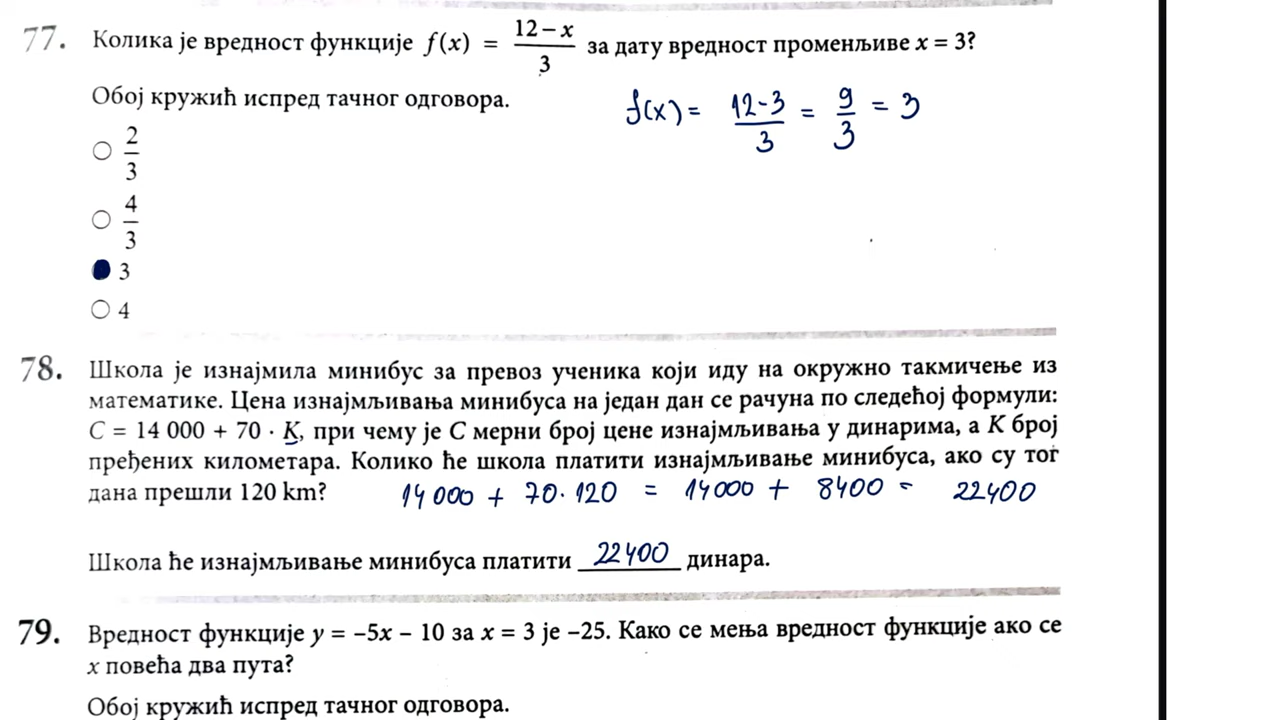 77. Колика је вредност функције f(x) = 12 – x / 3 за дату вредност променљиве x = 3?
Обој кружић испред тачног одговора.
f(x) = 12-3 / 3 = 9/3 = 3
2/3
4/3
3
4
78. Школа је изнајмила минибус за превоз ученика који иду на окружно такмичење из
математике. Цена изнајмљивања минибуса на један дан се рачуна по следећој формули:
C = 14 000 + 70 · K, при чему је C мерни број цене изнајмљивања у динарима, а K број
пређених километара. Колико ће школа платити изнајмљивање минибуса, ако су тог
дана прешли 120 km?
14000 + 70·120 = 14000 + 8400 = 22400
Школа ће изнајмљивање минибуса платити 22400 динара.
79. Вредност функције y = –5x – 10 за x = 3 је –25. Како се мења вредност функције ако се
x повећа два пута?
Обој кружић испред тачног одговора.